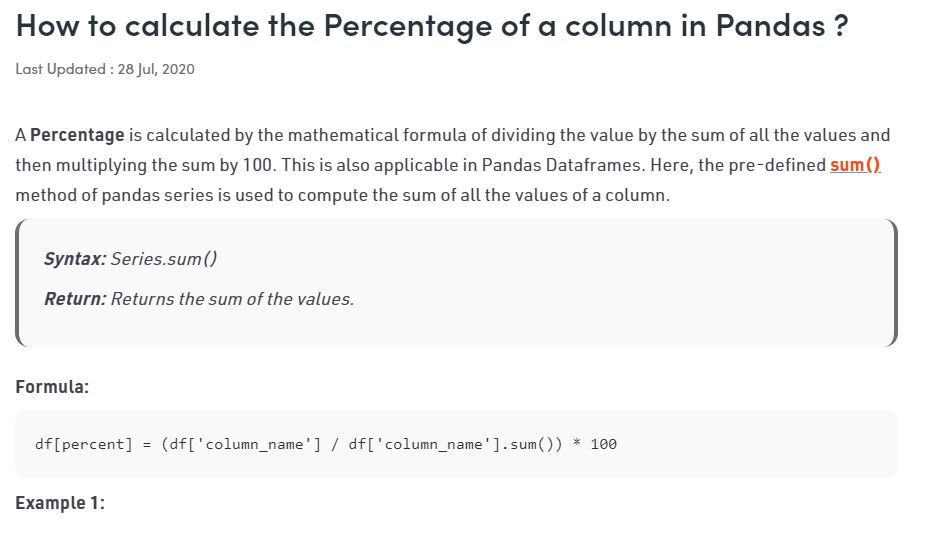 How to calculate the Percentage of a column in Pandas ?
Last Updated : 28 Jul, 2020
A Percentage is calculated by the mathematical formula of dividing the value by the sum of all the values and
then multiplying the sum by 100. This is also applicable in Pandas Dataframes. Here, the pre-defined sum()
method of pandas series is used to compute the sum of all the values of a column.
Syntax: Series.sum()
Return: Returns the sum of the values.
Formula:
df[percent] = (df['column_name'] / df['column_name'].sum()) * 100
Example 1: